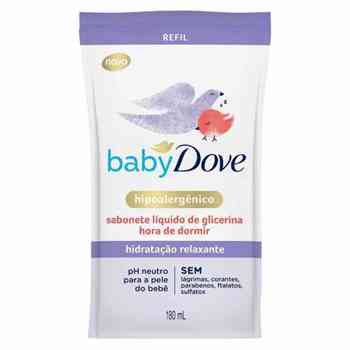 REFIL
novo
baby Dove
hipoalergênico
sabonete líquido de glicerina
hora de dormir
hidratação relaxante
pH neutro
para a pele
do bebê
SEM
lágrimas, corantes,
parabenos, ftalatos,
sulfatos
180 mL